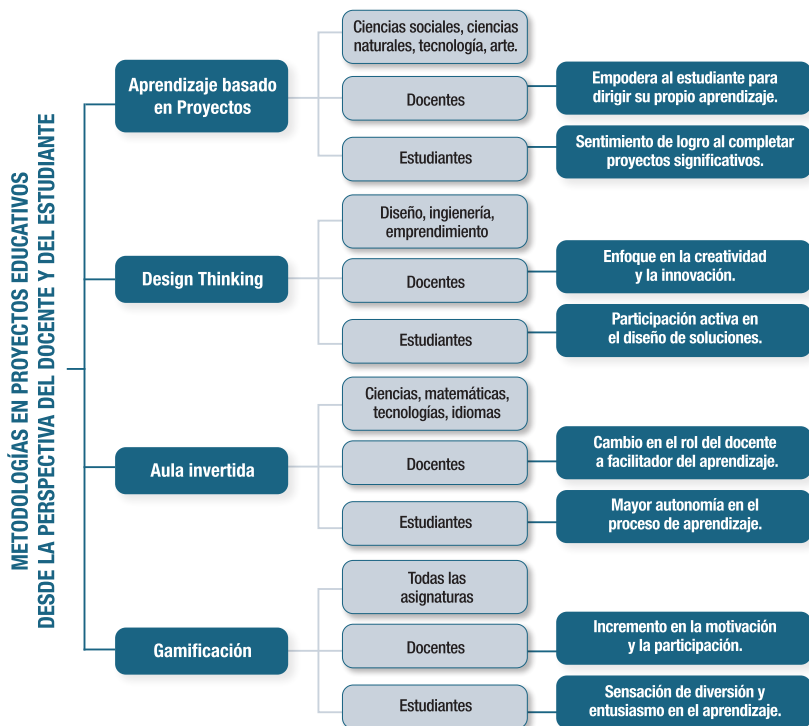 METODOLOGÍAS EN PROYECTOS EDUCATIVOS
DESDE LA PERSPECTIVA DEL DOCENTE Y DEL ESTUDIANTE
Aprendizaje basado
en Proyectos
Ciencias sociales, ciencias
naturales, tecnología, arte.
Docentes
Empodera al estudiante para
dirigir su propio aprendizaje.
Estudiantes
Sentimiento de logro al completar
proyectos significativos.
Design Thinking
Diseño, ingienería,
emprendimiento
Docentes
Enfoque en la creatividad
y la innovación.
Estudiantes
Participación activa en
el diseño de soluciones.
Aula invertida
Ciencias, matemáticas,
tecnologías, idiomas
Docentes
Cambio en el rol del docente
a facilitador del aprendizaje.
Estudiantes
Mayor autonomía en el
proceso de aprendizaje.
Gamificación
Todas las
asignaturas
Docentes
Incremento en la motivación
y la participación.
Estudiantes
Sensación de diversión y
entusiasmo en el aprendizaje.